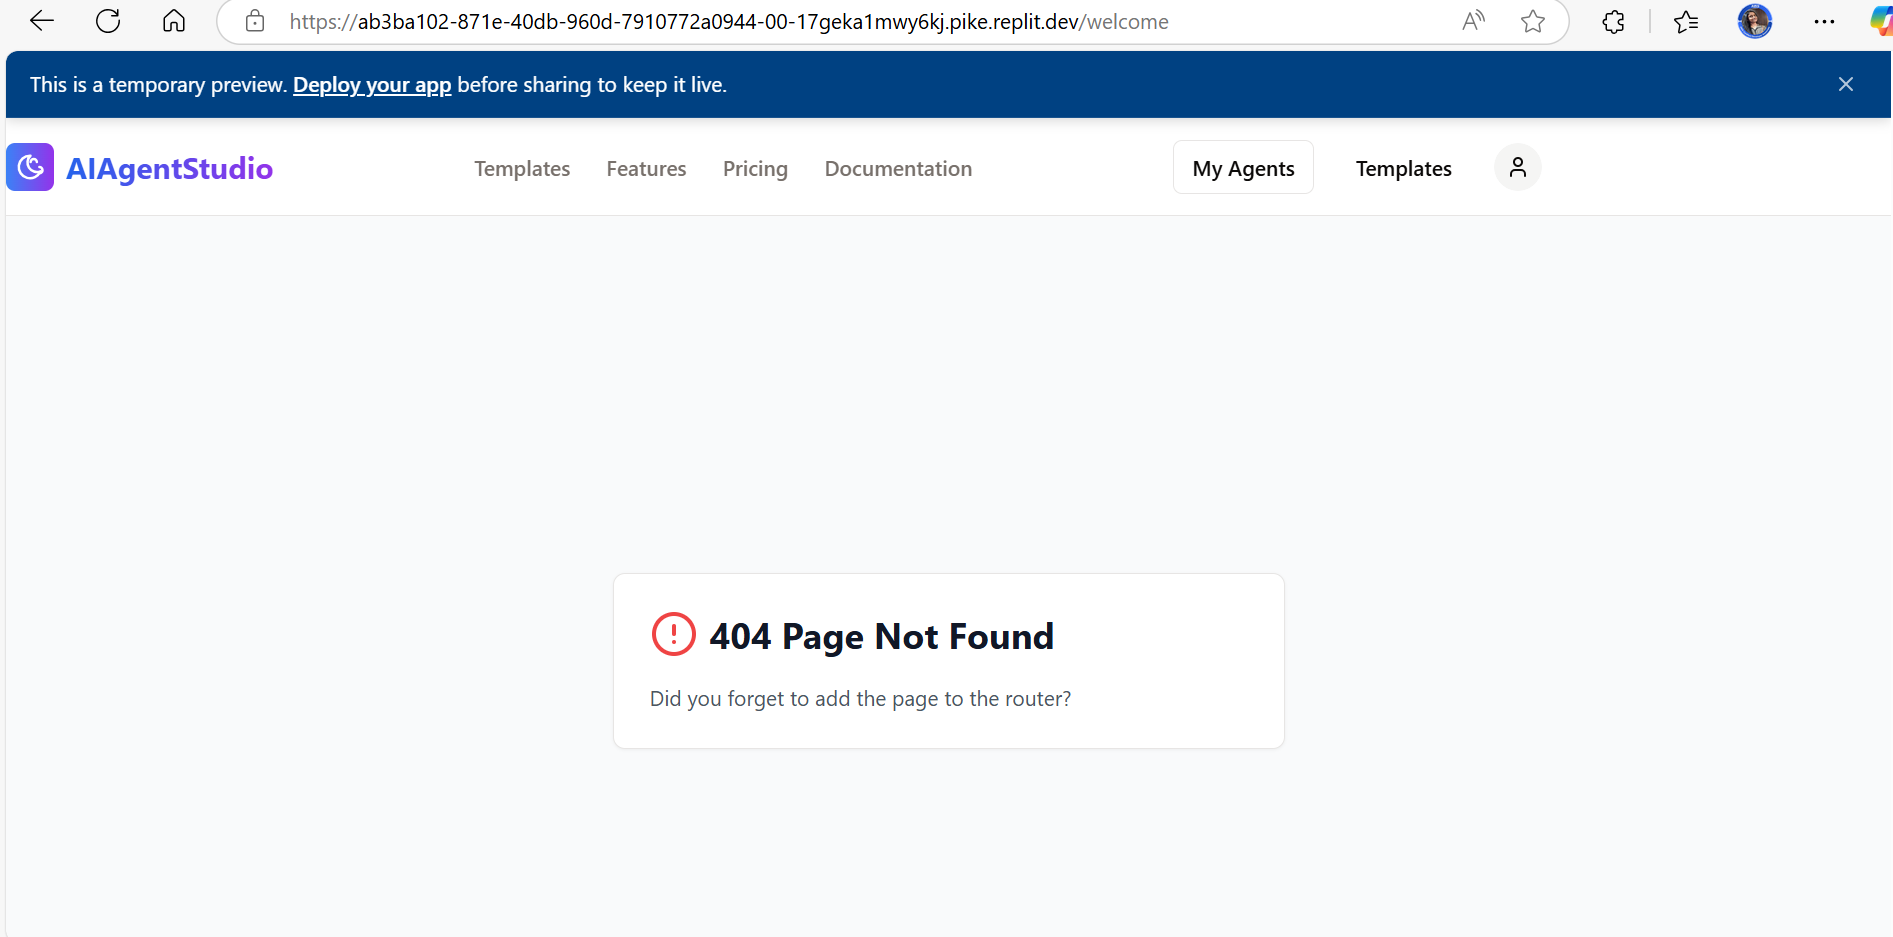 https://ab3ba102-871e-40db-960d-7910772a0944-00-17geka1mwy6kj.pike.replit.dev/welcome
This is a temporary preview. Deploy your app before sharing to keep it live.
AIAgentStudio Templates Features Pricing Documentation My Agents Templates
404 Page Not Found
Did you forget to add the page to the router?